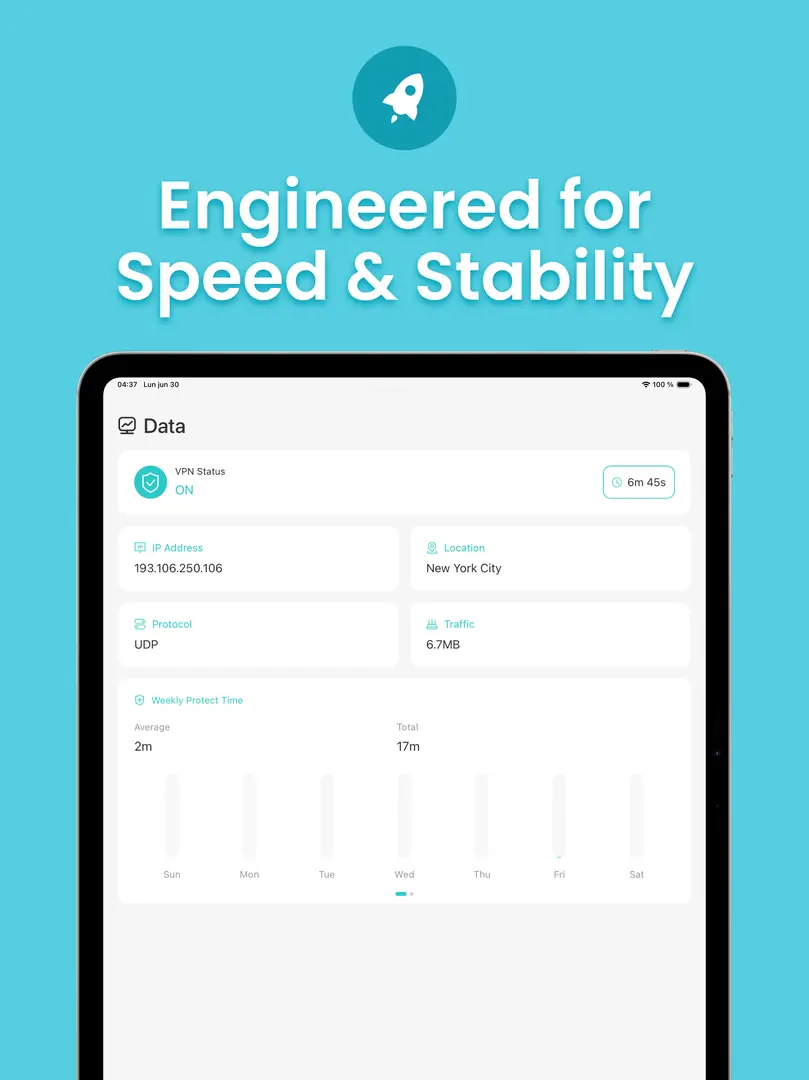 Engineered for
Speed & Stability
04:37 Lun jun 30
100 %
Data
VPN Status
ON
6m 45s
IP Address
193.106.250.106
Location
New York City
Protocol
UDP
Traffic
6.7MB
Weekly Protect Time
Average
2m
Total
17m
Sun Mon Tue Wed Thu Fri Sat